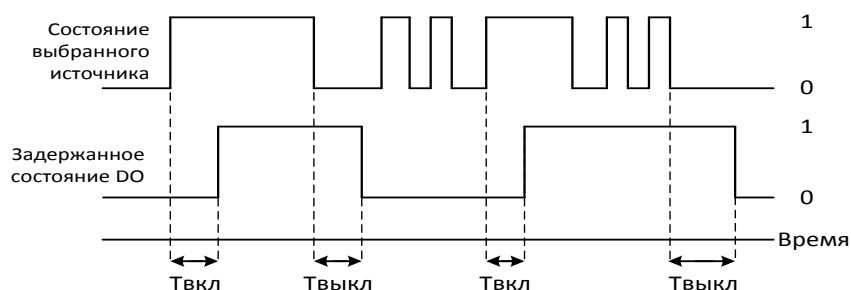 Состояние
выбранного
источника
1
0
Задержанное
состояние DO
1
0
Время
Твкл
Твыкл
Твкл
Твыкл